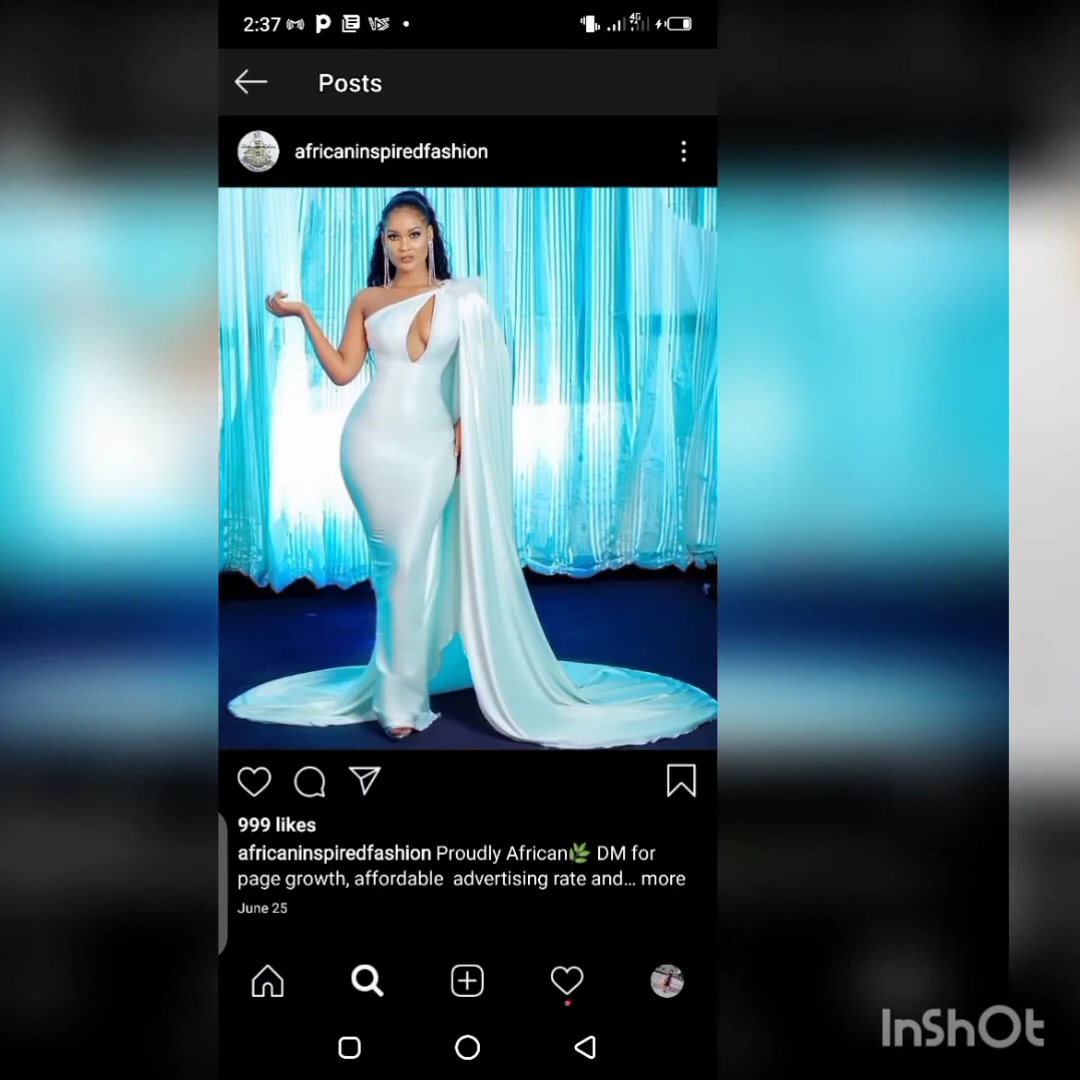 2:37
4G
Posts
africaninspiredfashion
999 likes
africaninspiredfashion Proudly African🌿 DM for
page growth, affordable advertising rate and... more
June 25
InShOt